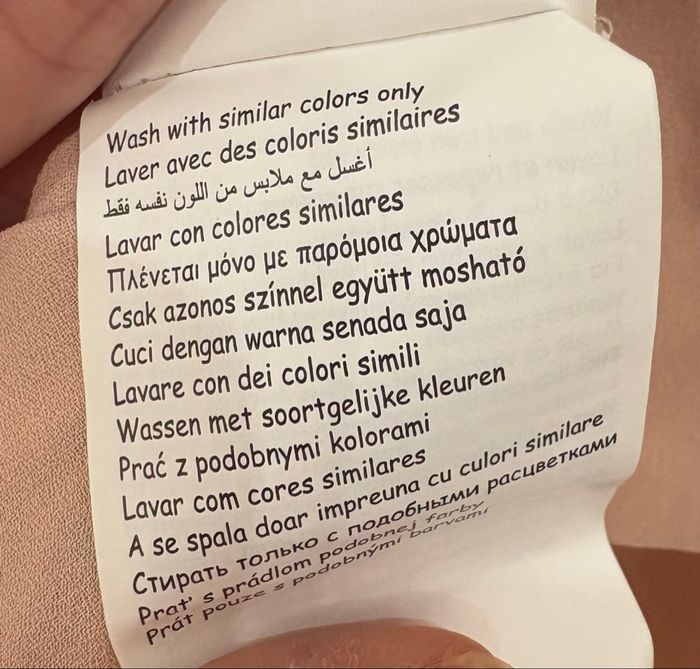 Wash with similar colors only
Laver avec des coloris similaires
أغسل مع ملابس من اللون نفسه فقط
Lavar con colores similares
Πλένεται μόνο με παρόμοια χρώματα
Csak azonos színnel együtt mosható
Cuci dengan warna senada saja
Lavare con dei colori simili
Wassen met soortgelijke kleuren
Prać z podobnymi kolorami
Lavar com cores similares
A se spala doar impreuna cu culori similare
Стирать только с подобными расцветками
Prat' s prádlom podobnej farby
Prát pouze s podobnými barvami